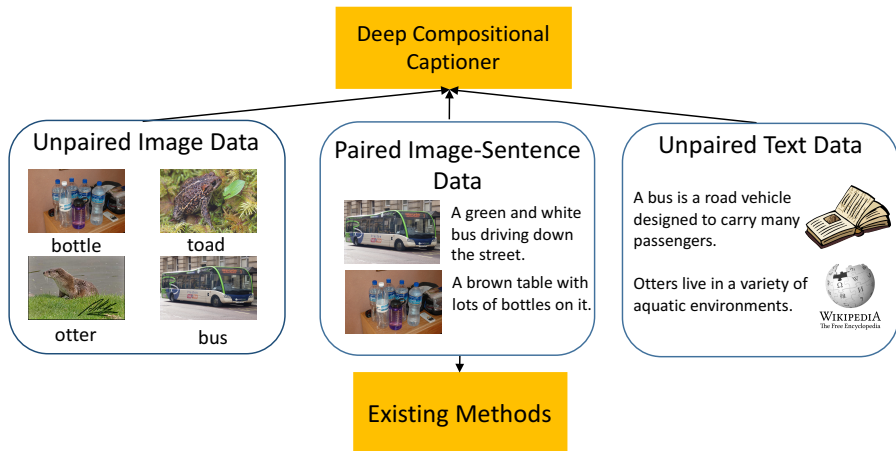 Deep Compositional
Captioner
Unpaired Image Data
bottle
toad
otter
bus
Paired Image-Sentence
Data
A green and white
bus driving down
the street.
A brown table with
lots of bottles on it.
Unpaired Text Data
A bus is a road vehicle
designed to carry many
passengers.
Otters live in a variety of
aquatic environments.
WIKIPEDIA
The Free Encyclopedia
Existing Methods